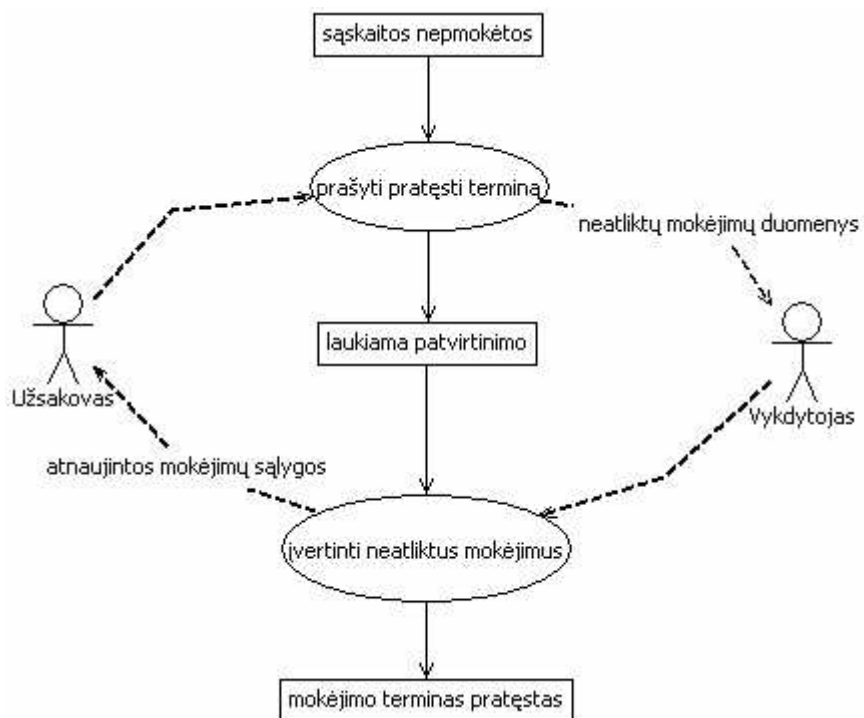 sąskaitos nepmokėtos
prašyti pratęsti terminą
neatliktų mokėjimų duomenys
laukiama patvirtinimo
Užsakovas
Vykdytojas
atnaujintos mokėjimų sąlygos
įvertinti neatliktus mokėjimus
mokėjimo terminas pratęstas